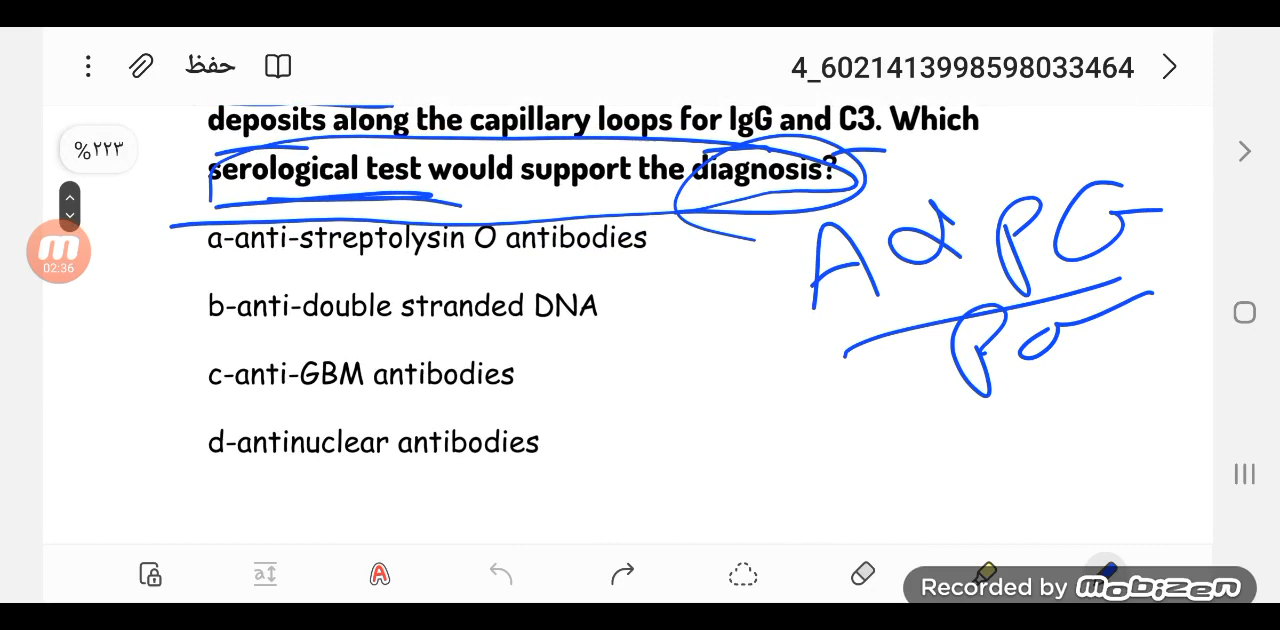 حفظ
4_6021413998598033464
deposits along the capillary loops for IgG and C3. Which
%٢٢٣
serological test would support the diagnosis?
a-anti-streptolysin O antibodies
02:36
b-anti-double stranded DNA
c-anti-GBM antibodies
d-antinuclear antibodies
Recorded by mobizen